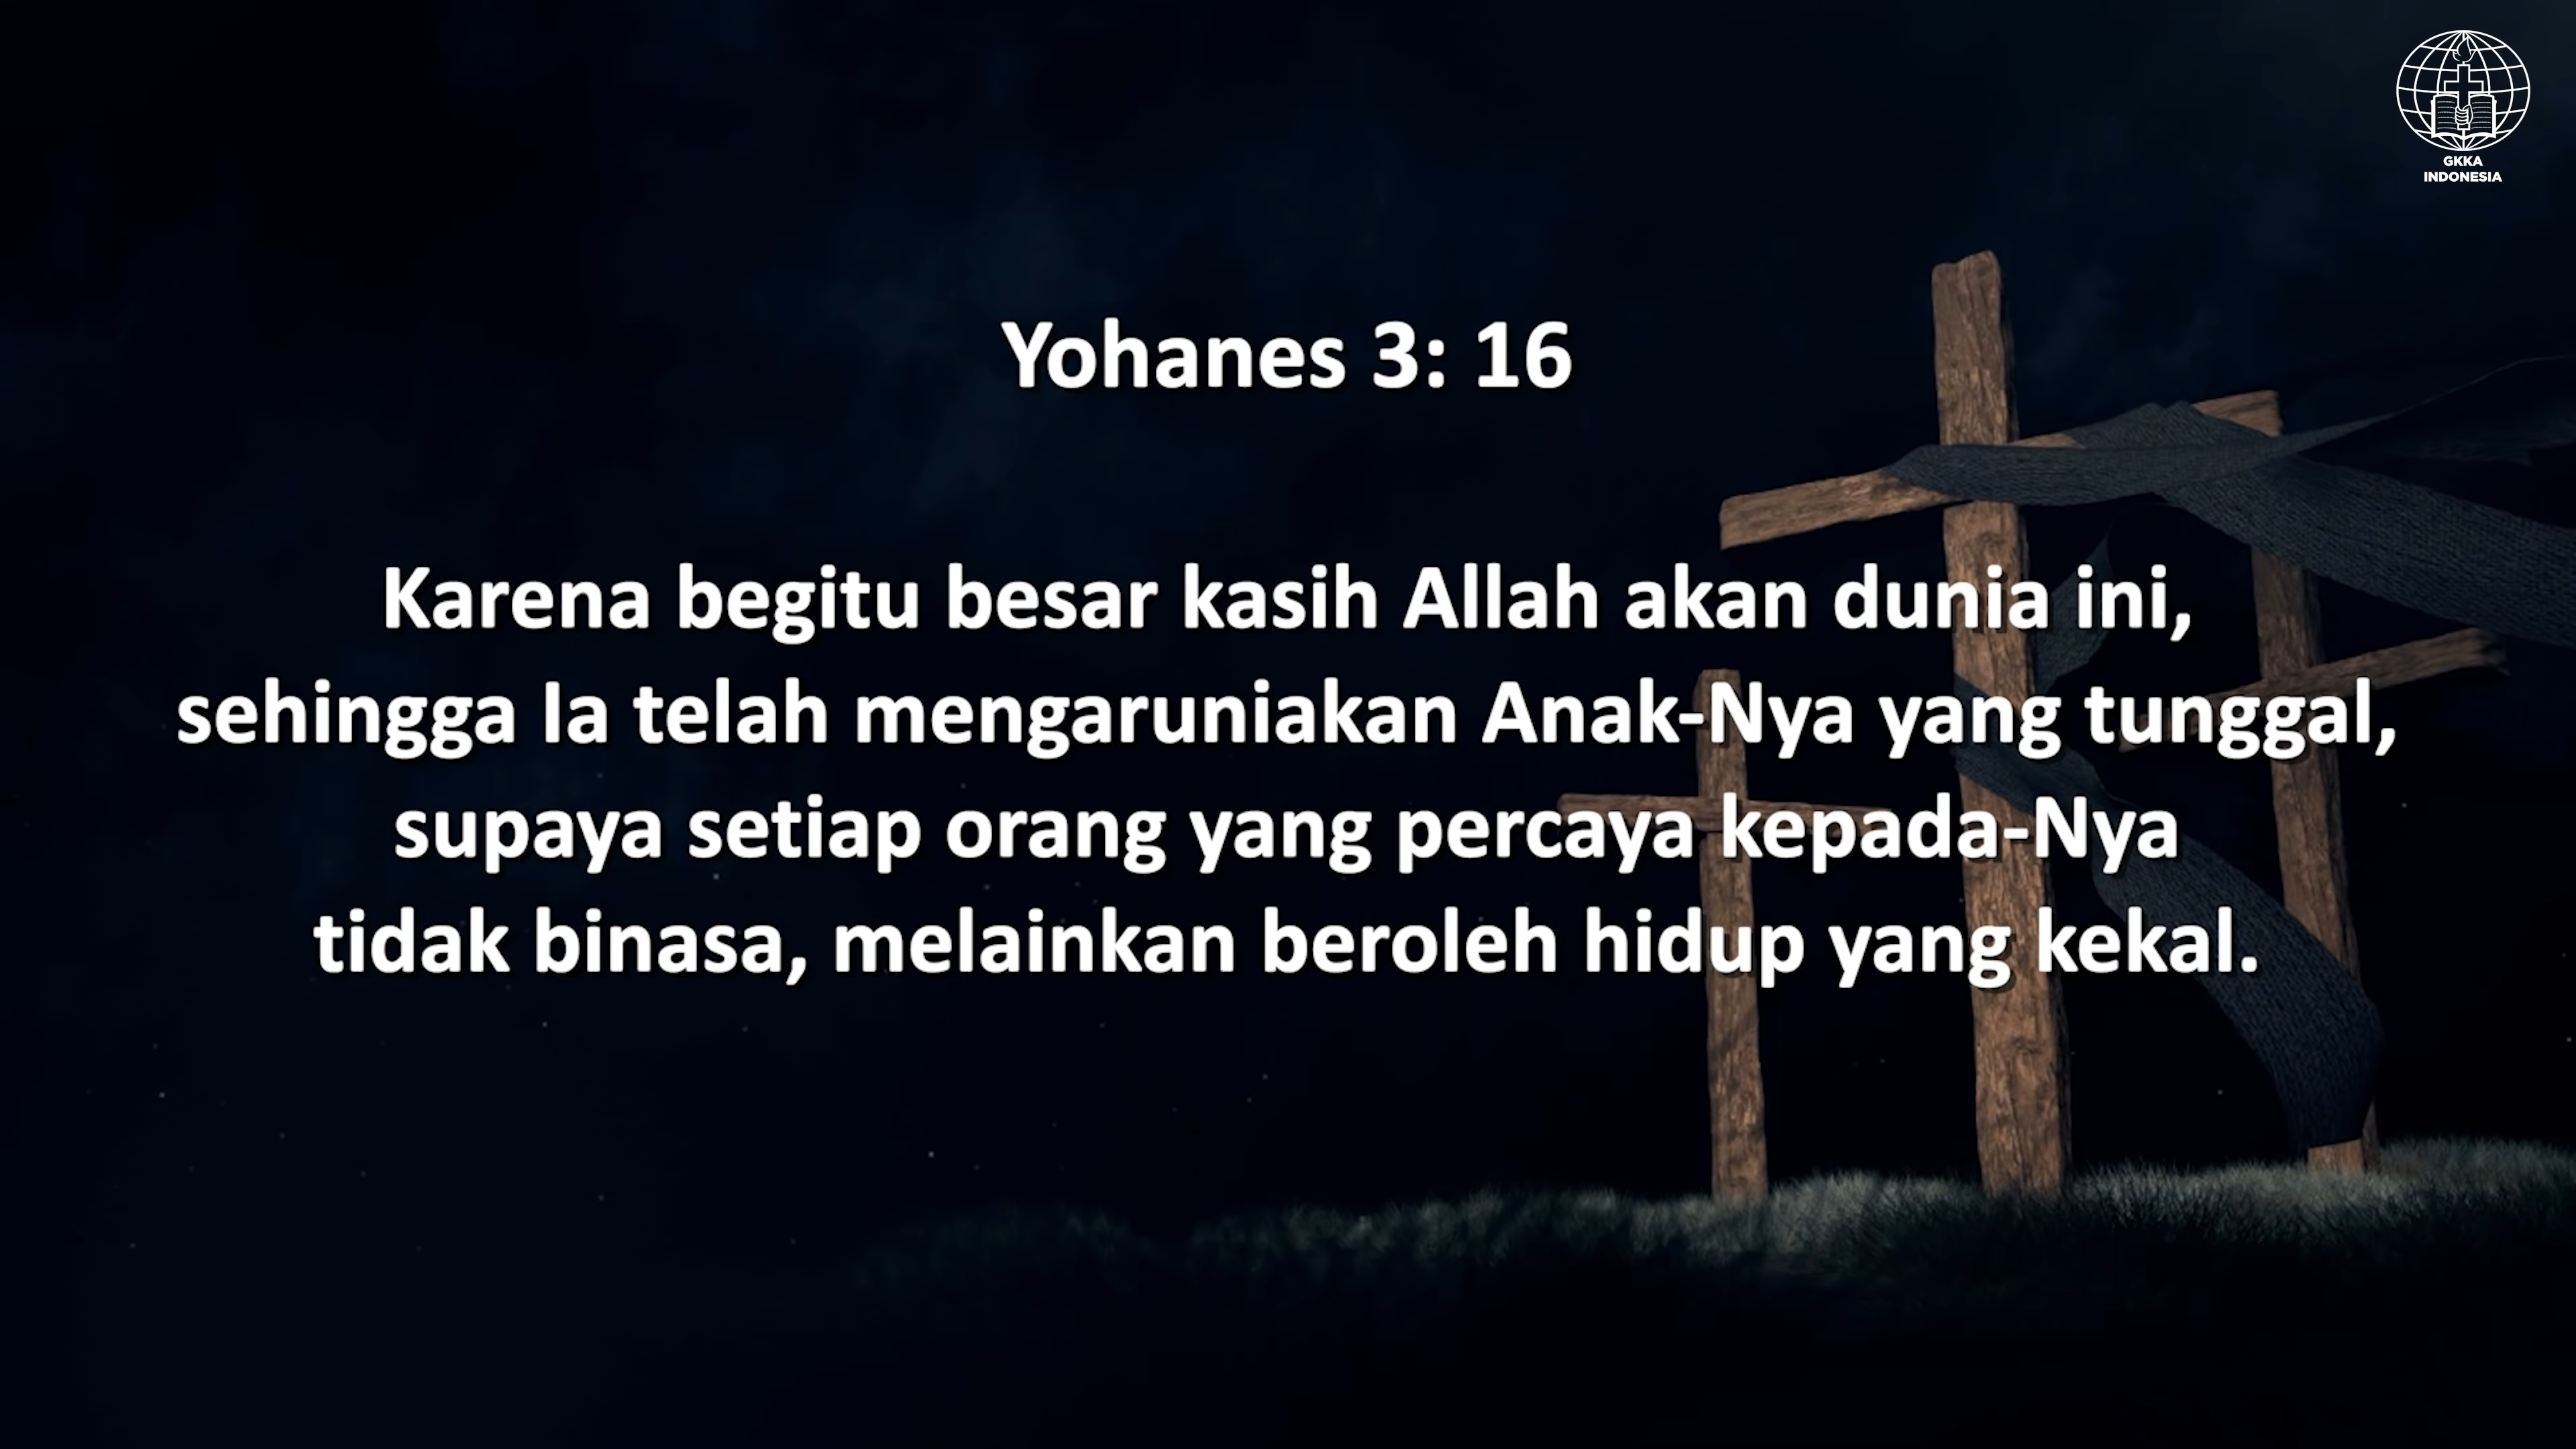 GKKA
INDONESIA
Yohanes 3: 16
Karena begitu besar kasih Allah akan dunia ini,
sehingga Ia telah mengaruniakan Anak-Nya yang tunggal,
supaya setiap orang yang percaya kepada-Nya
tidak binasa, melainkan beroleh hidup yang kekal.